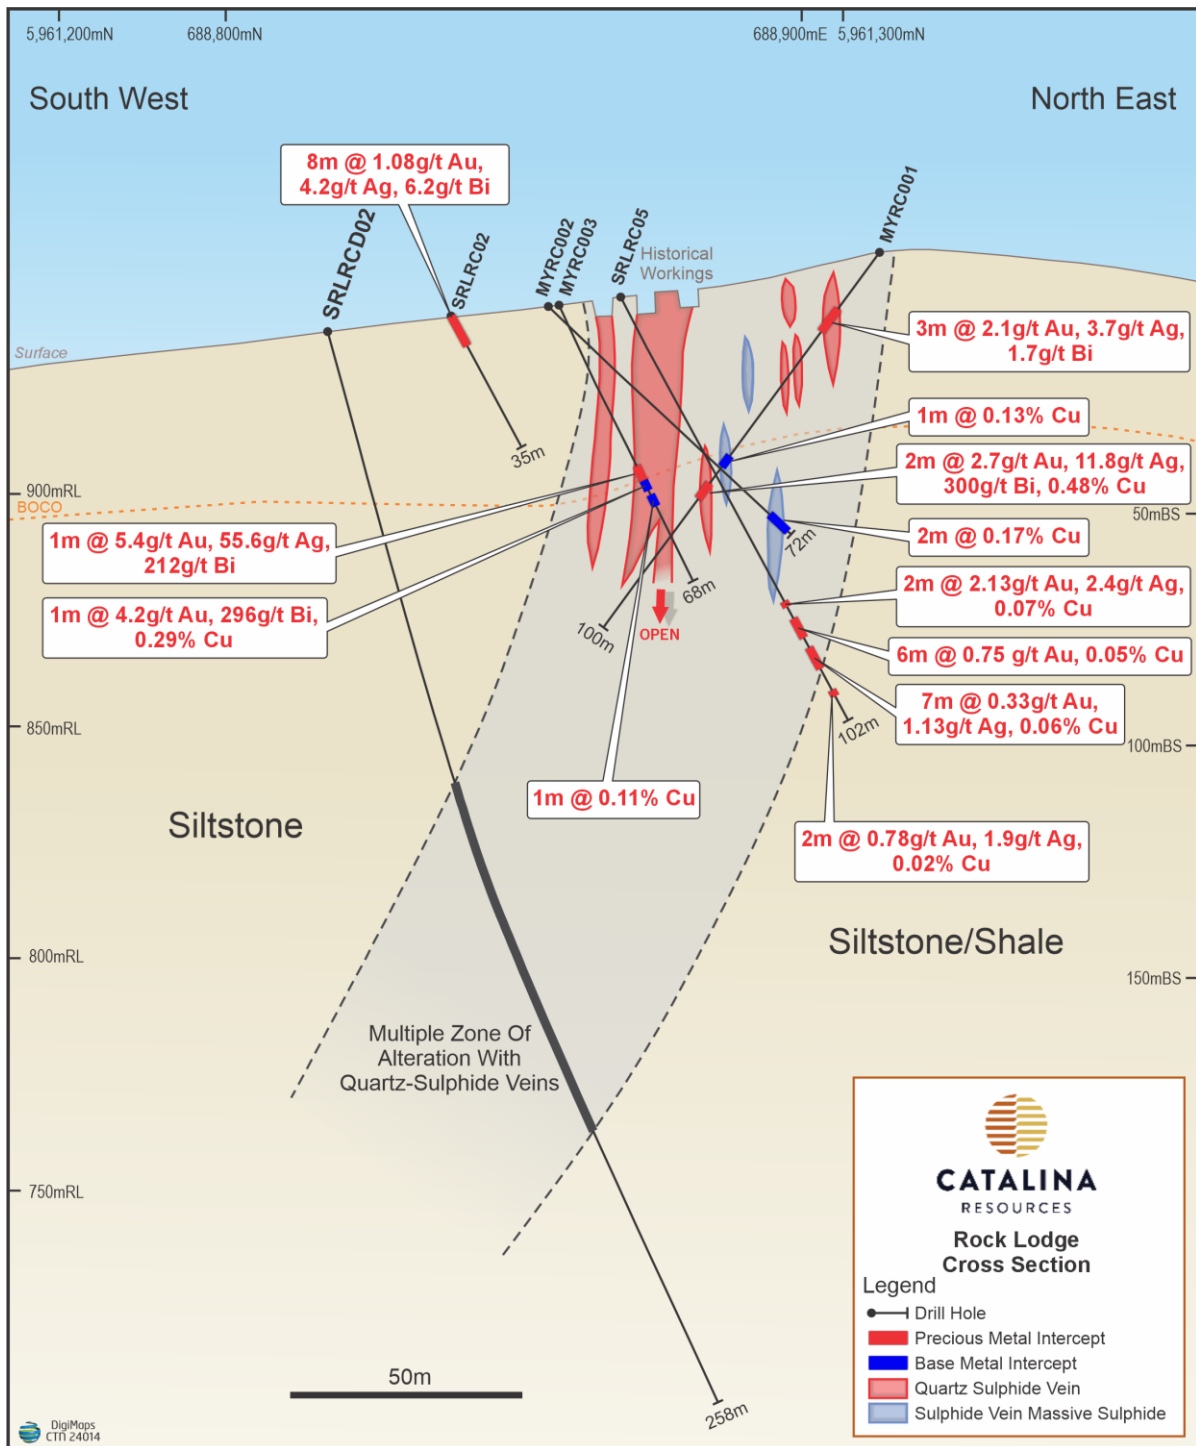 5,961,200mN
688,800mN
688,900mE
5,961,300mN
South West
North East
8m @ 1.08g/t Au,
4.2g/t Ag, 6.2g/t Bi
SRLRCD02
SRLRC02
MYRC002
MYRC003
SRLRC05
Historical
Workings
MYRC001
Surface
3m @ 2.1g/t Au, 3.7g/t Ag,
1.7g/t Bi
1m @ 0.13% Cu
35m
2m @ 2.7g/t Au, 11.8g/t Ag,
300g/t Bi, 0.48% Cu
900mRL
BOCO
50mBS
1m @ 5.4g/t Au, 55.6g/t Ag,
212g/t Bi
2m @ 0.17% Cu
72m
2m @ 2.13g/t Au, 2.4g/t Ag,
0.07% Cu
68m
1m @ 4.2g/t Au, 296g/t Bi,
0.29% Cu
100m
OPEN
6m @ 0.75 g/t Au, 0.05% Cu
7m @ 0.33g/t Au,
1.13g/t Ag, 0.06% Cu
102m
850mRL
100mBS
1m @ 0.11% Cu
Siltstone
2m @ 0.78g/t Au, 1.9g/t Ag,
0.02% Cu
Siltstone/Shale
800mRL
150mBS
Multiple Zone Of
Alteration With
Quartz-Sulphide Veins
750mRL
CATALINA
RESOURCES
Rock Lodge
Cross Section
Legend
Drill Hole
Precious Metal Intercept
Base Metal Intercept
Quartz Sulphide Vein
Sulphide Vein Massive Sulphide
50m
258m
DigiMaps
CTN 24014